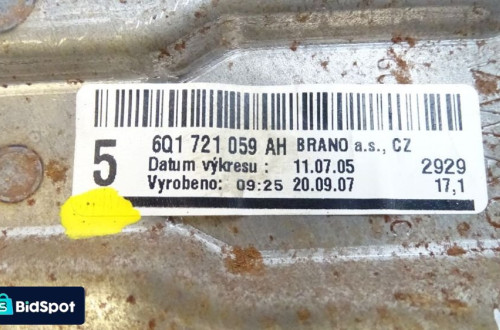 5
6Q1 721 059 AH BRANO a.s., CZ
Datum výkresu : 11.07.05 2929
Vyrobeno: 09:25 20.09.07 17,1
BidSpot